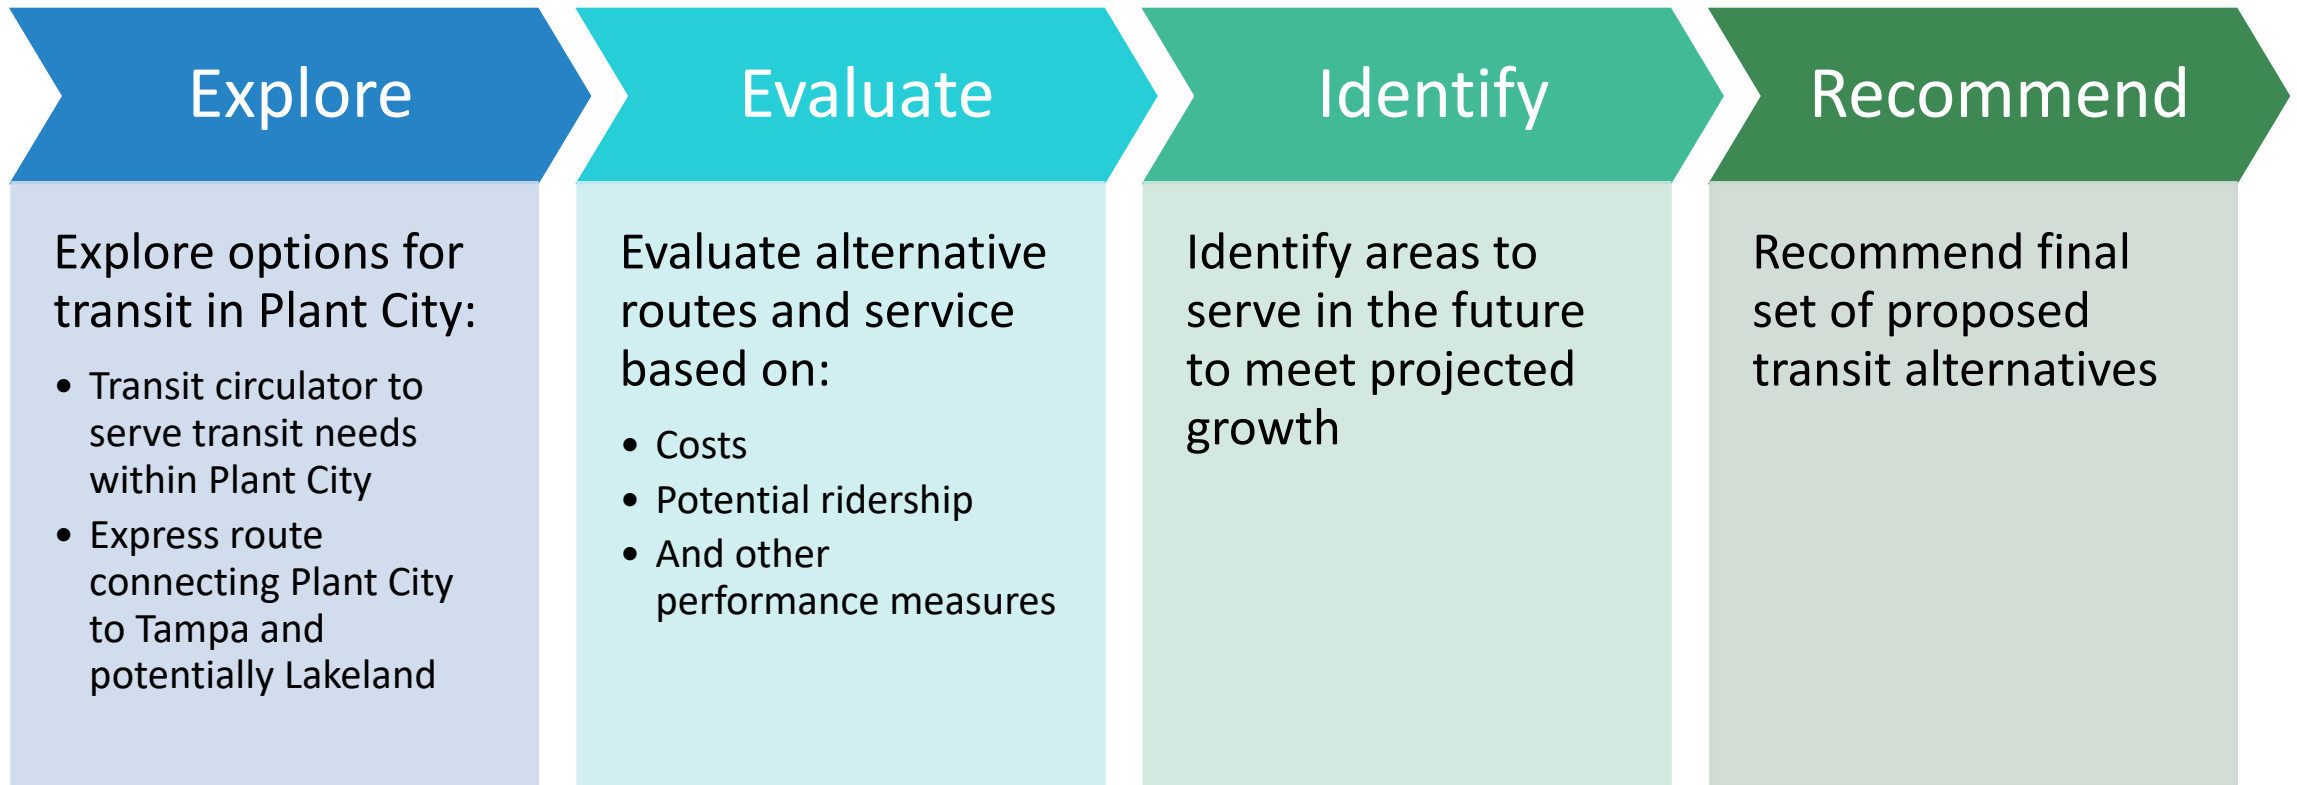 Explore
Explore options for
transit in Plant City:
• Transit circulator to
serve transit needs
within Plant City
• Express route
connecting Plant City
to Tampa and
potentially Lakeland
Evaluate
Evaluate alternative
routes and service
based on:
• Costs
• Potential ridership
• And other
performance measures
Identify
Identify areas to
serve in the future
to meet projected
growth
Recommend
Recommend final
set of proposed
transit alternatives